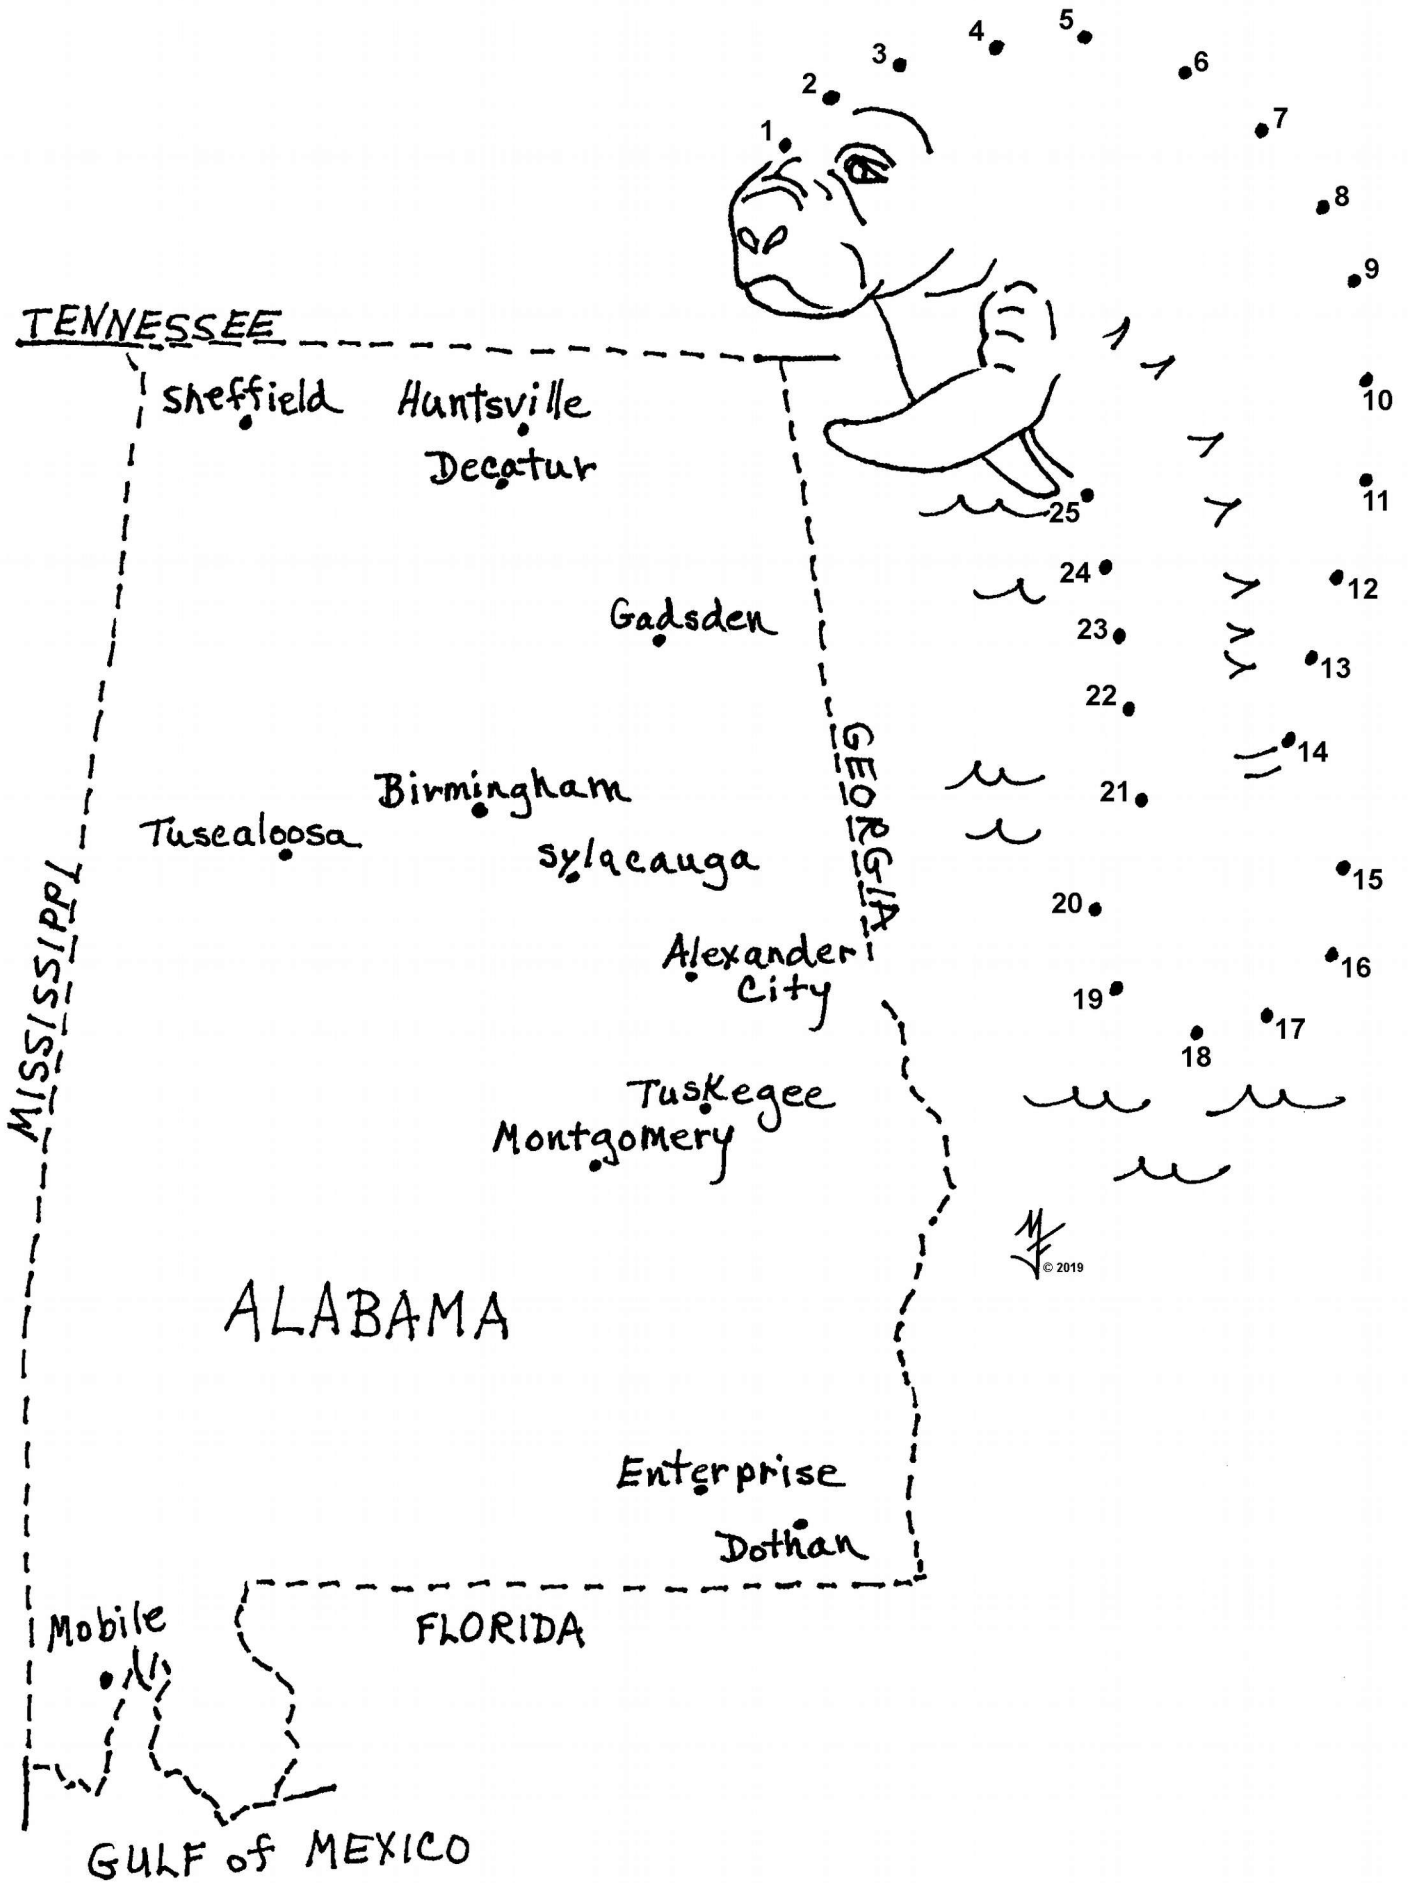 5
4
6
3
2
7
1
8
9
TENNESSEE
Sheffield
Huntsville
10
Decatur
11
25
24
12
Gadsden
23
13
22
GEORGIA
14
Birmingham
21
Tuscaloosa
Sylacauga
15
20
MISSISSIPPI
Alexander
City
16
19
17
18
Tuskegee
Montgomery
MF
© 2019
ALABAMA
Enterprise
Dothan
Mobile
FLORIDA
GULF of MEXICO